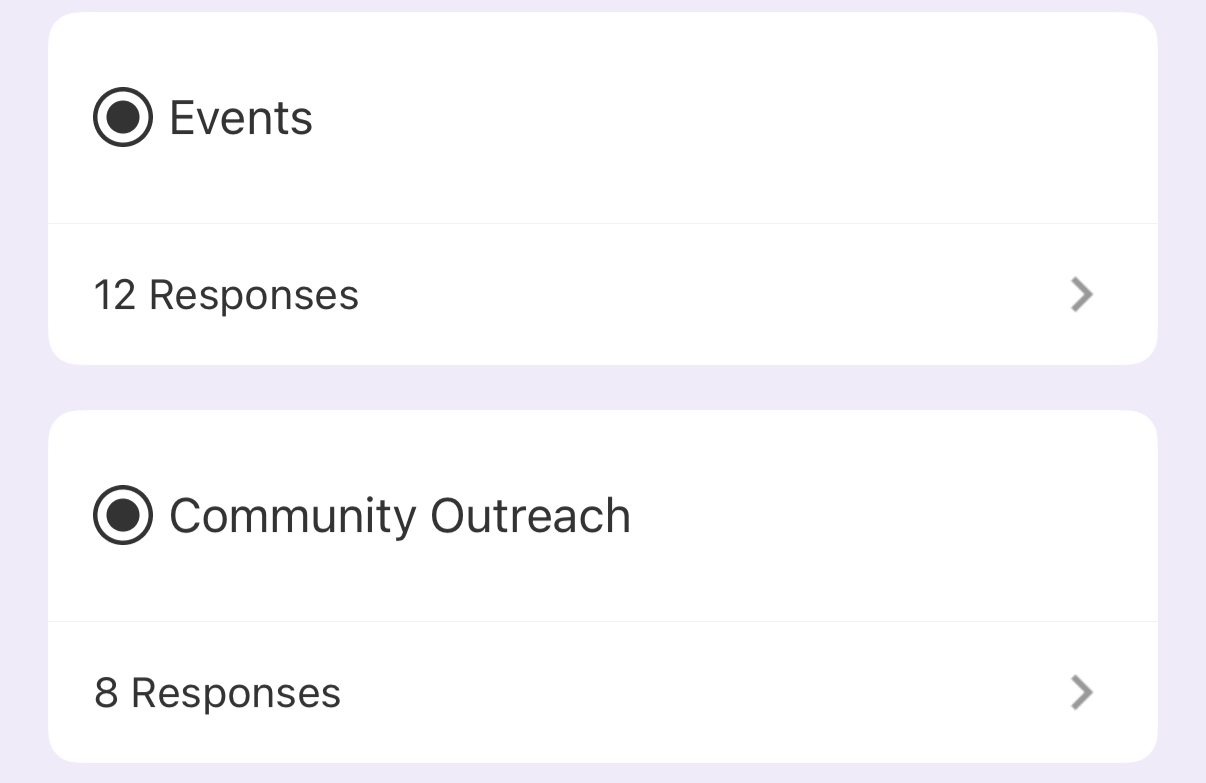 Events
12 Responses
Community Outreach
8 Responses